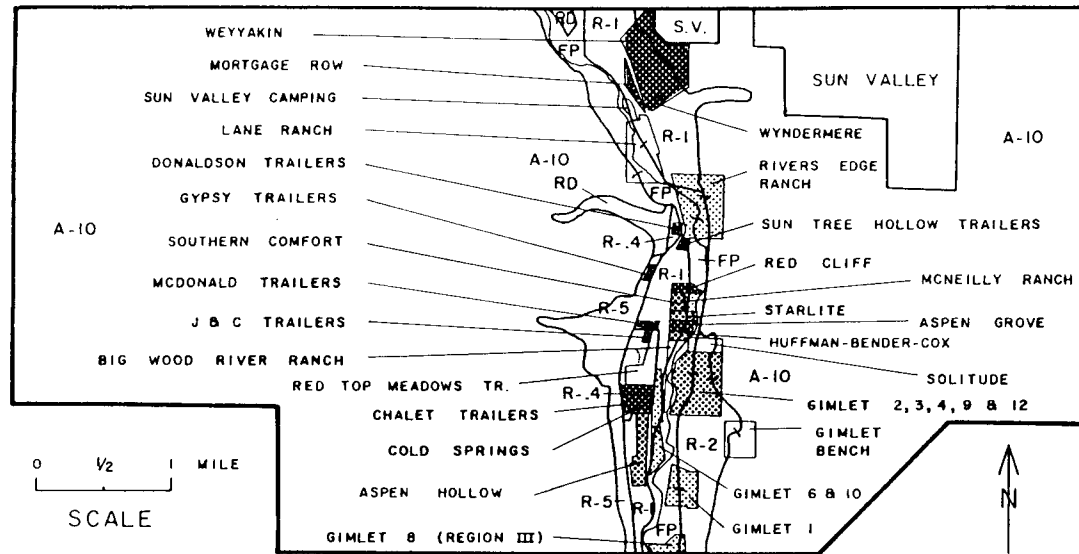 RD
R-1
S.V.
WEYYAKIN
FP
MORTGAGE ROW
SUN VALLEY
SUN VALLEY CAMPING
LANE RANCH
R-1
WYNDERMERE
A-10
DONALDSON TRAILERS
A-10
RIVERS EDGE
RANCH
GYPSY TRAILERS
RD
FP
SUN TREE HOLLOW TRAILERS
A-10
SOUTHERN COMFORT
R-.4
FP
RED CLIFF
MCDONALD TRAILERS
R-1
MCNEILLY RANCH
R-5
STARLITE
J & C TRAILERS
ASPEN GROVE
HUFFMAN-BENDER-COX
BIG WOOD RIVER RANCH
SOLITUDE
RED TOP MEADOWS TR.
A-10
R-.4
CHALET TRAILERS
GIMLET 2,3,4,9 & 12
COLD SPRINGS
R-2
GIMLET
BENCH
0 1/2 1 MILE
SCALE
ASPEN HOLLOW
GIMLET 6 & 10
R-5
R-1
N
GIMLET 1
FP
GIMLET 8 (REGION III)